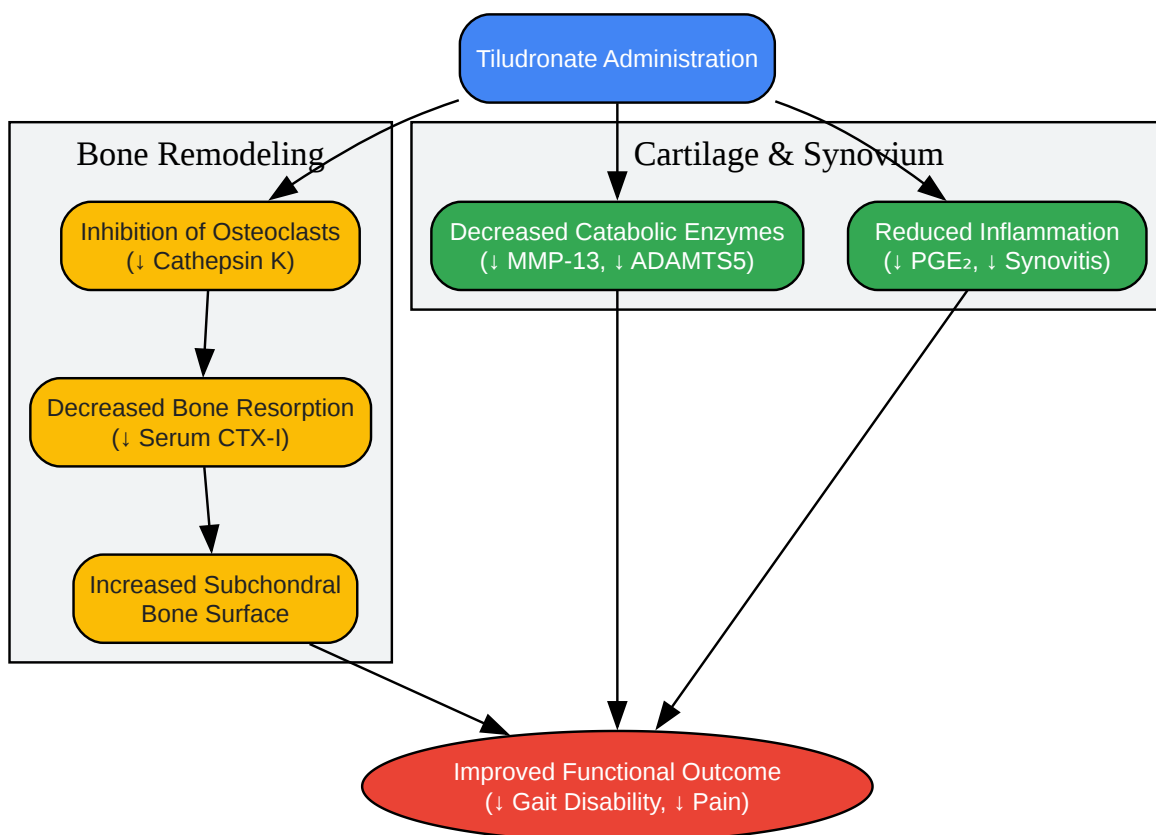 Tiludronate Administration
Bone Remodeling
Cartilage & Synovium
Inhibition of Osteoclasts
(↓ Cathepsin K)
Decreased Catabolic Enzymes
(↓ MMP-13, ↓ ADAMTS5)
Reduced Inflammation
(↓ PGE₂, ↓ Synovitis)
Decreased Bone Resorption
(↓ Serum CTX-I)
Increased Subchondral
Bone Surface
Improved Functional Outcome
(↓ Gait Disability, ↓ Pain)